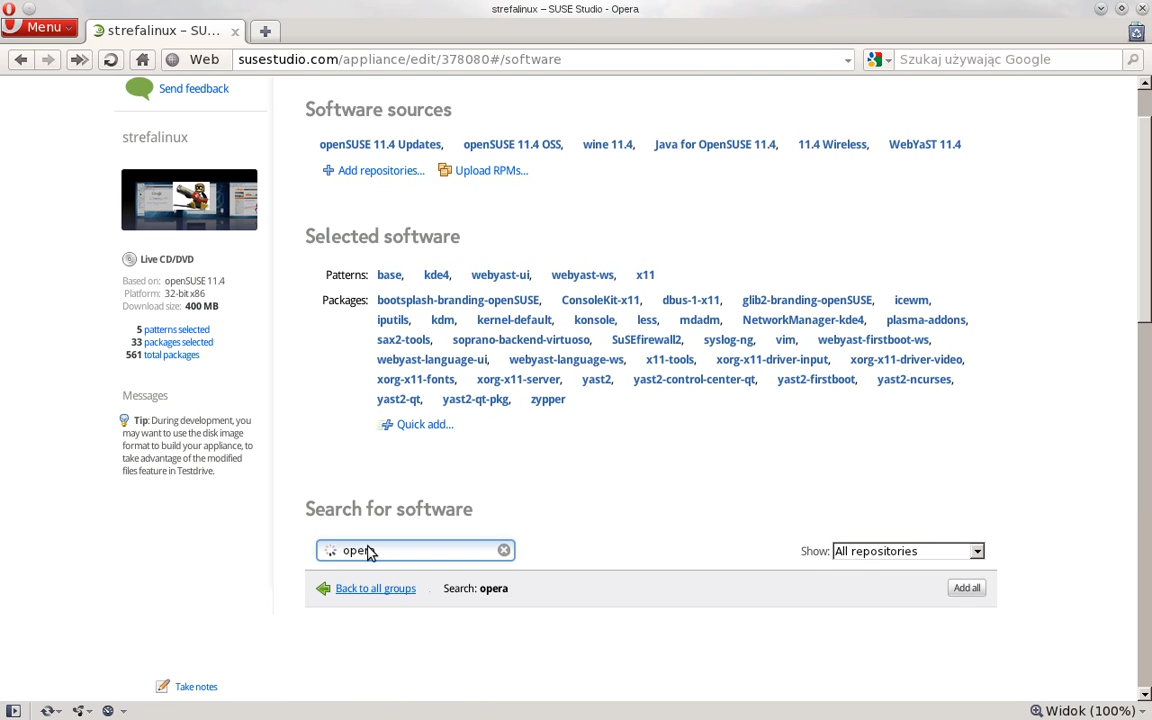 strefalinux – SUSE Studio - Opera
Menu
strefalinux – SU...
Web
susestudio.com/appliance/edit/378080#/software
Szukaj używając Google
Send feedback
strefalinux
Live CD/DVD
Based on: openSUSE 11.4
Platform: 32-bit x86
Download size: 400 MB
5 patterns selected
33 packages selected
561 total packages
Messages
Tip: During development, you
may want to use the disk image
format to build your appliance, to
take advantage of the modified
files feature in Testdrive.
Take notes
Software sources
openSUSE 11.4 Updates, openSUSE 11.4 OSS, wine 11.4, Java for OpenSUSE 11.4, 11.4 Wireless, WebYaST 11.4
Add repositories... Upload RPMs...
Selected software
Patterns: base, kde4, webyast-ui, webyast-ws, x11
Packages: bootsplash-branding-openSUSE, ConsoleKit-x11, dbus-1-x11, glib2-branding-openSUSE, icewm,
iputils, kdm, kernel-default, konsole, less, mdadm, NetworkManager-kde4, plasma-addons,
sax2-tools, soprano-backend-virtuoso, SuSEfirewall2, syslog-ng, vim, webyast-firstboot-ws,
webyast-language-ui, webyast-language-ws, x11-tools, xorg-x11-driver-input, xorg-x11-driver-video,
xorg-x11-fonts, xorg-x11-server, yast2, yast2-control-center-qt, yast2-firstboot, yast2-ncurses,
yast2-qt, yast2-qt-pkg, zypper
Quick add...
Search for software
opera
Show: All repositories
Back to all groups Search: opera Add all
Widok (100%)